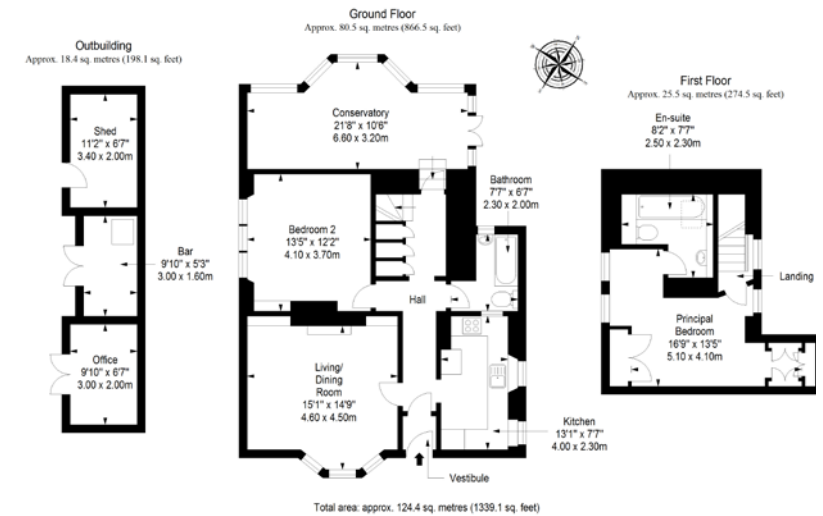 Outbuilding
Approx. 18.4 sq. metres (198.1 sq. feet)
Shed
11'2" x 6'7"
3.40 x 2.00m
Bar
9'10" x 5'3"
3.00 x 1.60m
Office
9'10" x 6'7"
3.00 x 2.00m
Ground Floor
Approx. 80.5 sq. metres (866.5 sq. feet)
Conservatory
21'8" x 10'6"
6.60 x 3.20m
Bathroom
7'7" x 6'7"
2.30 x 2.00m
Bedroom 2
13'5" x 12'2"
4.10 x 3.70m
Hall
Living/
Dining
Room
15'1" x 14'9"
4.60 x 4.50m
Kitchen
13'1" x 7'7"
4.00 x 2.30m
Vestibule
First Floor
Approx. 25.5 sq. metres (274.5 sq. feet)
En-suite
8'2" x 7'7"
2.50 x 2.30m
Landing
Principal
Bedroom
16'9" x 13'5"
5.10 x 4.10m
Total area: approx. 124.4 sq. metres (1339.1 sq. feet)